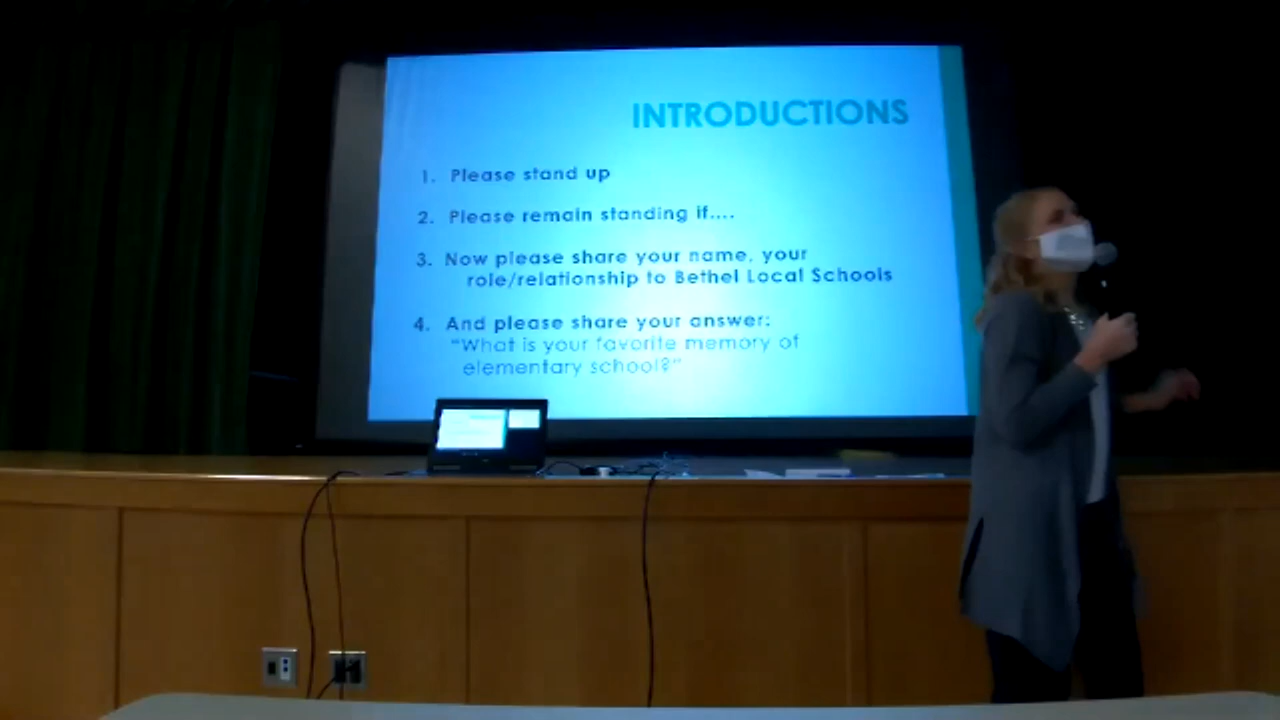 INTRODUCTIONS
1. Please stand up
2. Please remain standing if....
3. Now please share your name, your
role/relationship to Bethel Local Schools
4. And please share your answer:
"What is your favorite memory of
elementary school?"